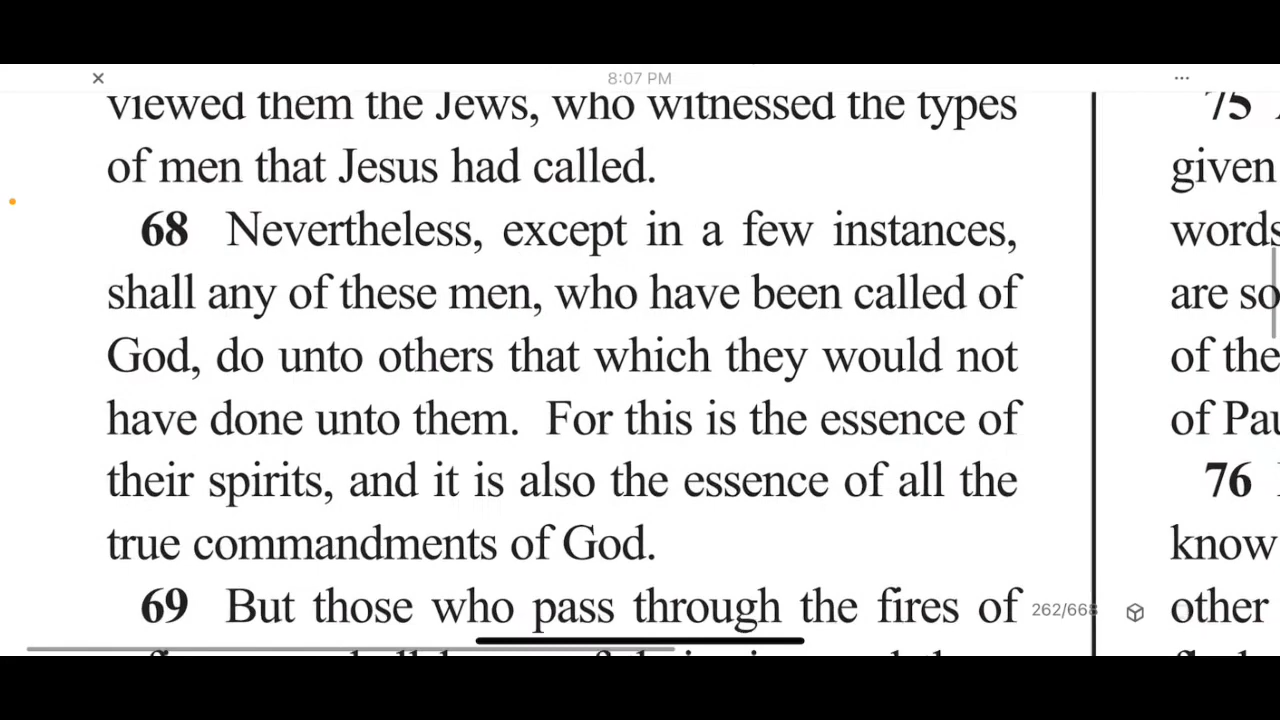 8:07 PM
viewed them the Jews, who witnessed the types
of men that Jesus had called.
68 Nevertheless, except in a few instances,
shall any of these men, who have been called of
God, do unto others that which they would not
have done unto them. For this is the essence of
their spirits, and it is also the essence of all the
true commandments of God.
69 But those who pass through the fires of
75
given
words
are so
of the
of Pau
76
know
other
262/668